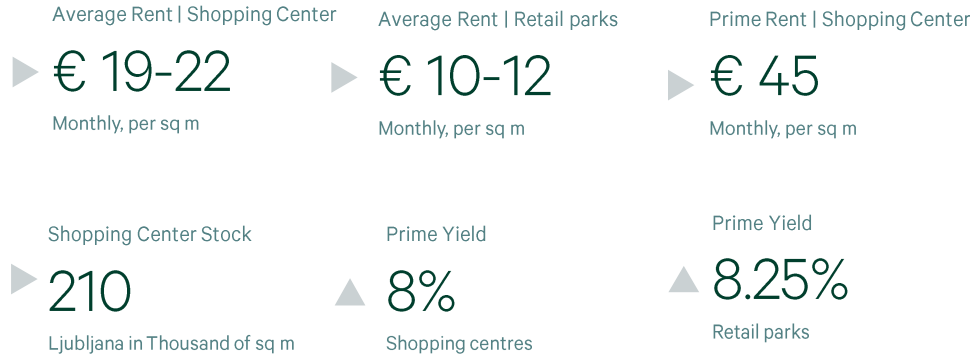 Average Rent | Shopping Center
€ 19-22
Monthly, per sq m
Average Rent | Retail parks
€ 10-12
Monthly, per sq m
Prime Rent | Shopping Center
€ 45
Monthly, per sq m
Shopping Center Stock
210
Ljubljana in Thousand of sq m
Prime Yield
8%
Shopping centres
Prime Yield
8.25%
Retail parks